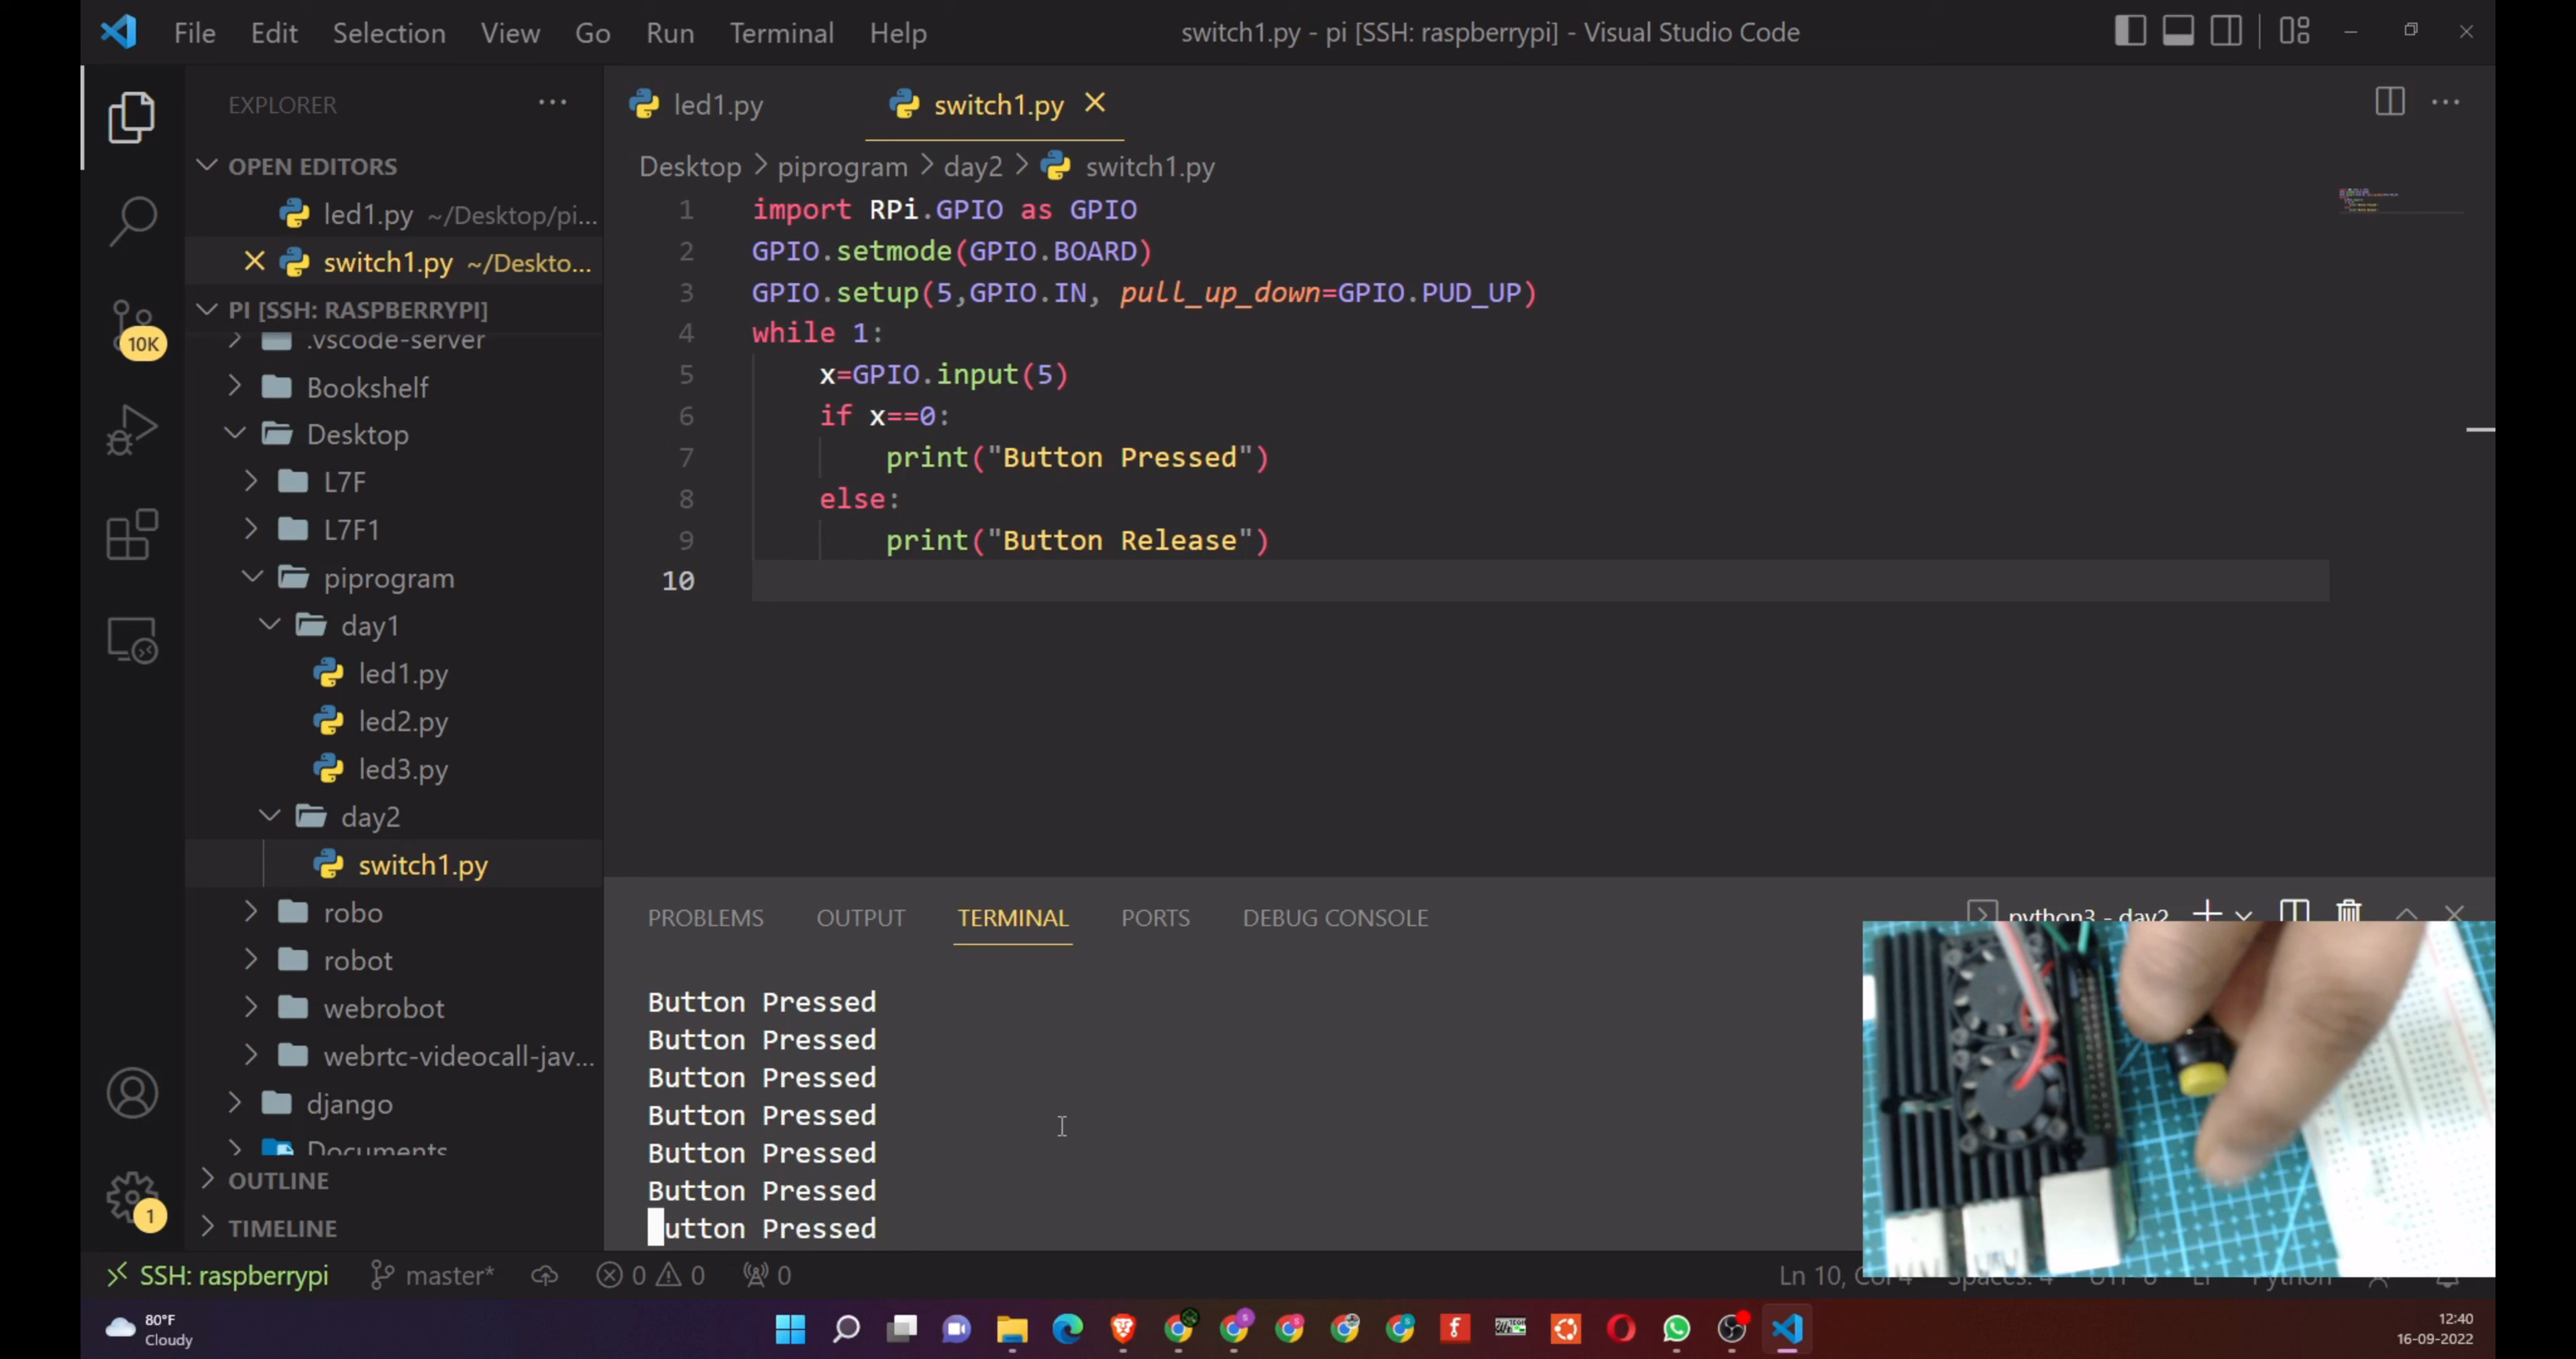 File Edit Selection View Go Run Terminal Help
switch1.py - pi [SSH: raspberrypi] - Visual Studio Code
EXPLORER
OPEN EDITORS
led1.py ~/Desktop/pi...
switch1.py ~/Deskto...
PI [SSH: RASPBERRYPI]
.vscode-server
Bookshelf
Desktop
L7F
L7F1
piprogram
day1
led1.py
led2.py
led3.py
day2
switch1.py
robo
robot
webrobot
webrtc-videocall-jav...
django
Documents
OUTLINE
TIMELINE
10K
1
led1.py switch1.py
Desktop > piprogram > day2 > switch1.py
1 import RPi.GPIO as GPIO
2 GPIO.setmode(GPIO.BOARD)
3 GPIO.setup(5,GPIO.IN, pull_up_down=GPIO.PUD_UP)
4 while 1:
5 x=GPIO.input(5)
6 if x==0:
7 print("Button Pressed")
8 else:
9 print("Button Release")
10
PROBLEMS OUTPUT TERMINAL PORTS DEBUG CONSOLE
python3 - day2
Button Pressed
Button Pressed
Button Pressed
Button Pressed
Button Pressed
Button Pressed
utton Pressed
SSH: raspberrypi master* 0 0 0
Ln 10,
80°F
Cloudy
12:40
16-09-2022